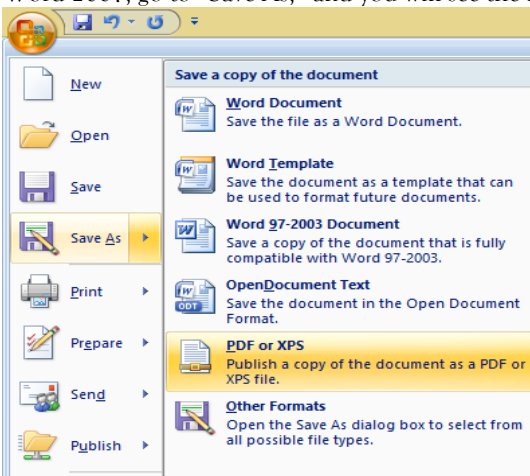 Save a copy of the document
New
Word Document
Save the file as a Word Document.
Open
Word Template
Save the document as a template that can
be used to format future documents.
Save
Word 97-2003 Document
Save a copy of the document that is fully
compatible with Word 97-2003.
Save As
OpenDocument Text
Save the document in the Open Document
Format.
Print
PDF or XPS
Publish a copy of the document as a PDF or
XPS file.
Prepare
Other Formats
Open the Save As dialog box to select from
all possible file types.
Send
Publish